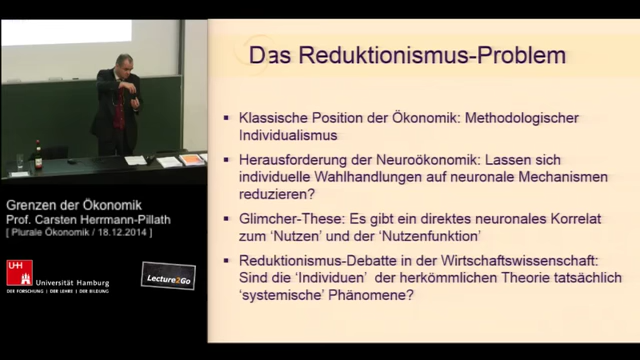 Das Reduktionismus-Problem
Klassische Position der Ökonomik: Methodologischer
Individualismus
Herausforderung der Neuroökonomik: Lassen sich
individuelle Wahlhandlungen auf neuronale Mechanismen
reduzieren?
Glimcher-These: Es gibt ein direktes neuronales Korrelat
zum ‘Nutzen’ und der ‘Nutzenfunktion’
Reduktionismus-Debatte in der Wirtschaftswissenschaft:
Sind die ‘Individuen’ der herkömmlichen Theorie tatsächlich
‘systemische’ Phänomene?
Grenzen der Ökonomik
Prof. Carsten Herrmann-Pillath
[ Plurale Ökonomik / 18.12.2014 ]
UH
Universität Hamburg
DER FORSCHUNG | DER LEHRE | DER BILDUNG
Lecture2Go